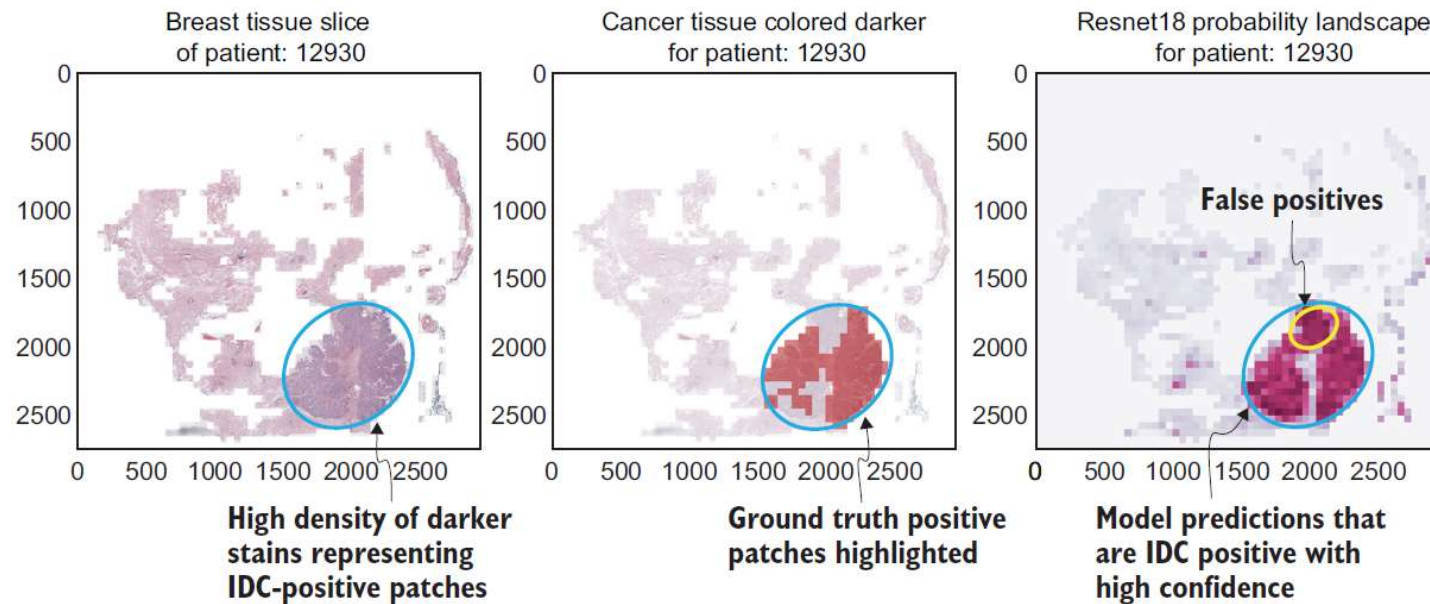 Breast tissue slice
of patient: 12930
0
500
1000
1500
2000
2500
0 500 1000 1500 2000 2500
High density of darker
stains representing
IDC-positive patches
Cancer tissue colored darker
for patient: 12930
0
500
1000
1500
2000
2500
0 500 1000 1500 2000 2500
Ground truth positive
patches highlighted
Resnet18 probability landscape
for patient: 12930
0
500
1000
1500
2000
2500
0 500 1000 1500 2000 2500
False positives
Model predictions that
are IDC positive with
high confidence